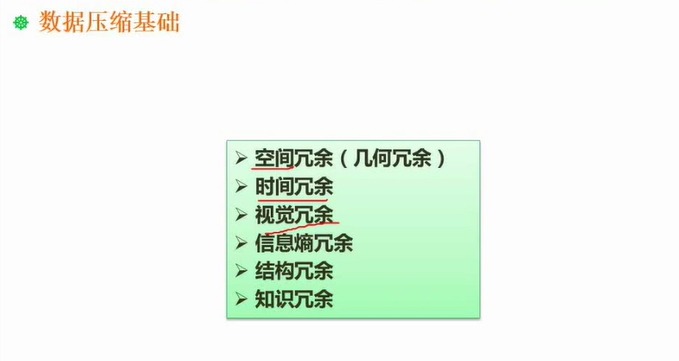 数据压缩基础
空间冗余（几何冗余）
时间冗余
视觉冗余
信息熵冗余
结构冗余
知识冗余